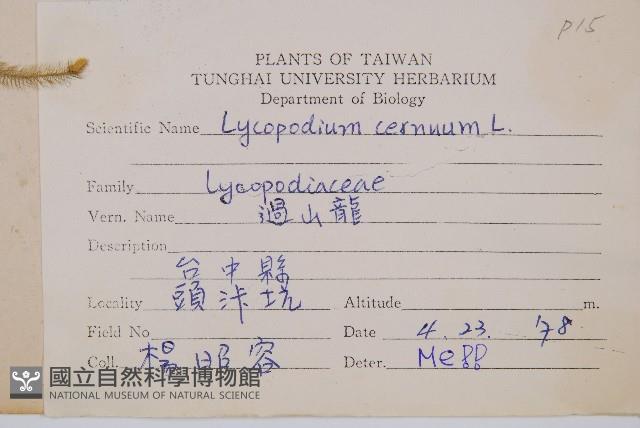 p15
PLANTS OF TAIWAN
TUNGHAI UNIVERSITY HERBARIUM
Department of Biology
Scientific Name Lycopodium cernuum L.
Family Lycopodiaceae
Vern. Name 過山龍
Description
台中縣
Locality 頭汴坑 Altitude m.
Field No Date 4. 23. '78
Coll. 楊昭容 Deter.
國立自然科學博物館
NATIONAL MUSEUM OF NATURAL SCIENCE